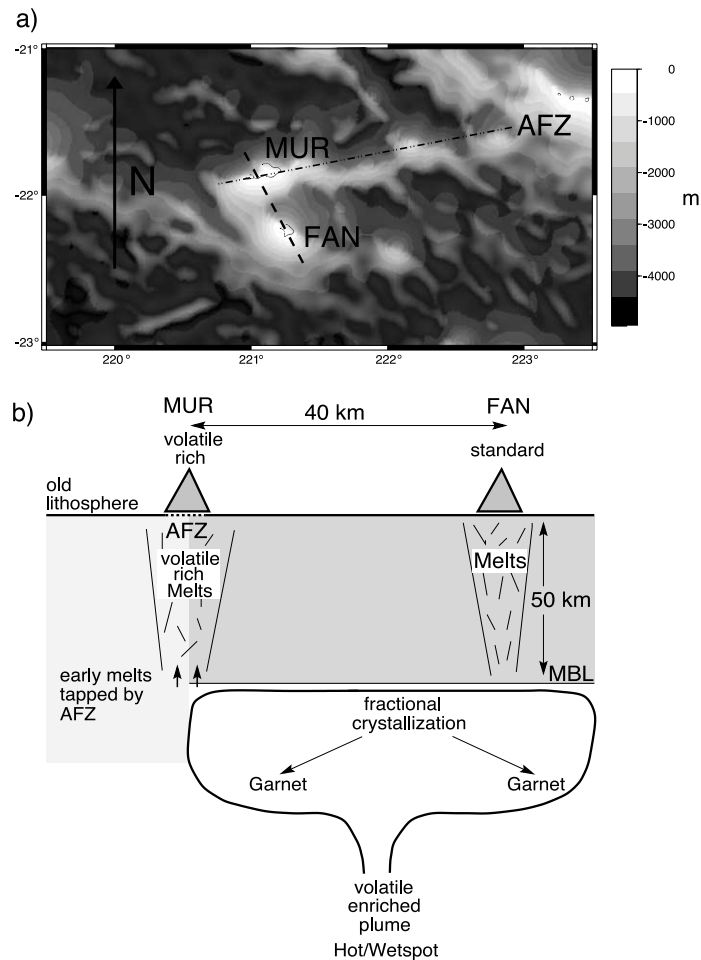 a)
-21°
-22°
-23°
220°
221°
222°
223°
N
MUR
FAN
AFZ
0
-1000
-2000
-3000
-4000
m
b)
MUR
40 km
FAN
volatile
rich
standard
old
lithosphere
AFZ
volatile
rich
Melts
Melts
50 km
early melts
tapped by
AFZ
MBL
fractional
crystallization
Garnet
Garnet
volatile
enriched
plume
Hot/Wetspot